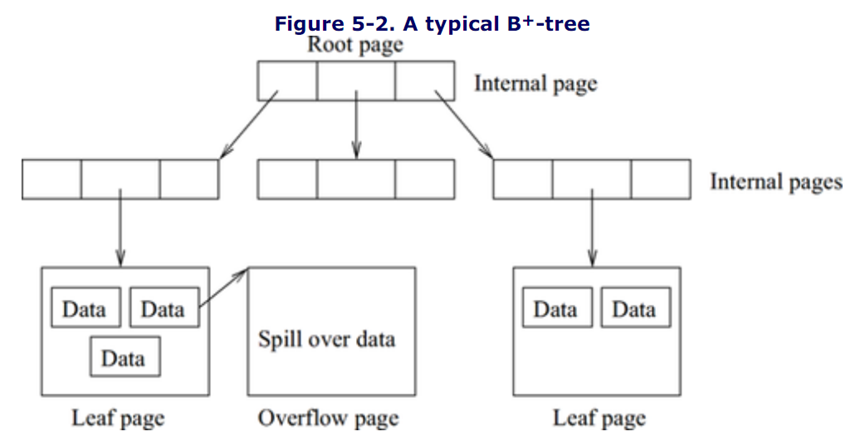 Figure 5-2. A typical B+-tree
Root page
Internal page
Internal pages
Data
Data
Data
Spill over data
Data
Data
Leaf page
Overflow page
Leaf page